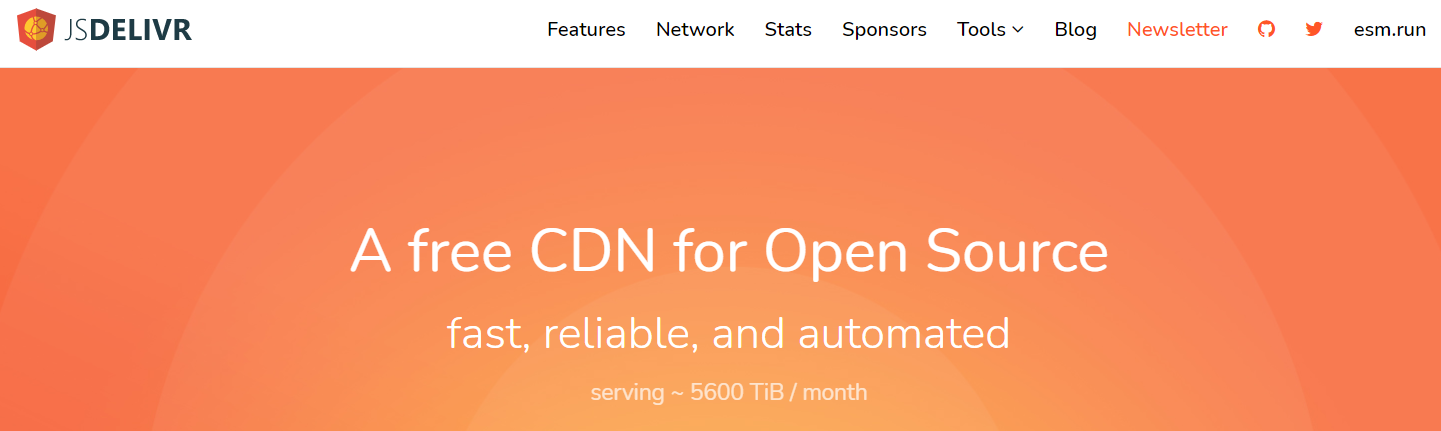 JSDELIVR Features Network Stats Sponsors Tools Blog Newsletter esm.run
A free CDN for Open Source
fast, reliable, and automated
serving ~ 5600 TiB / month